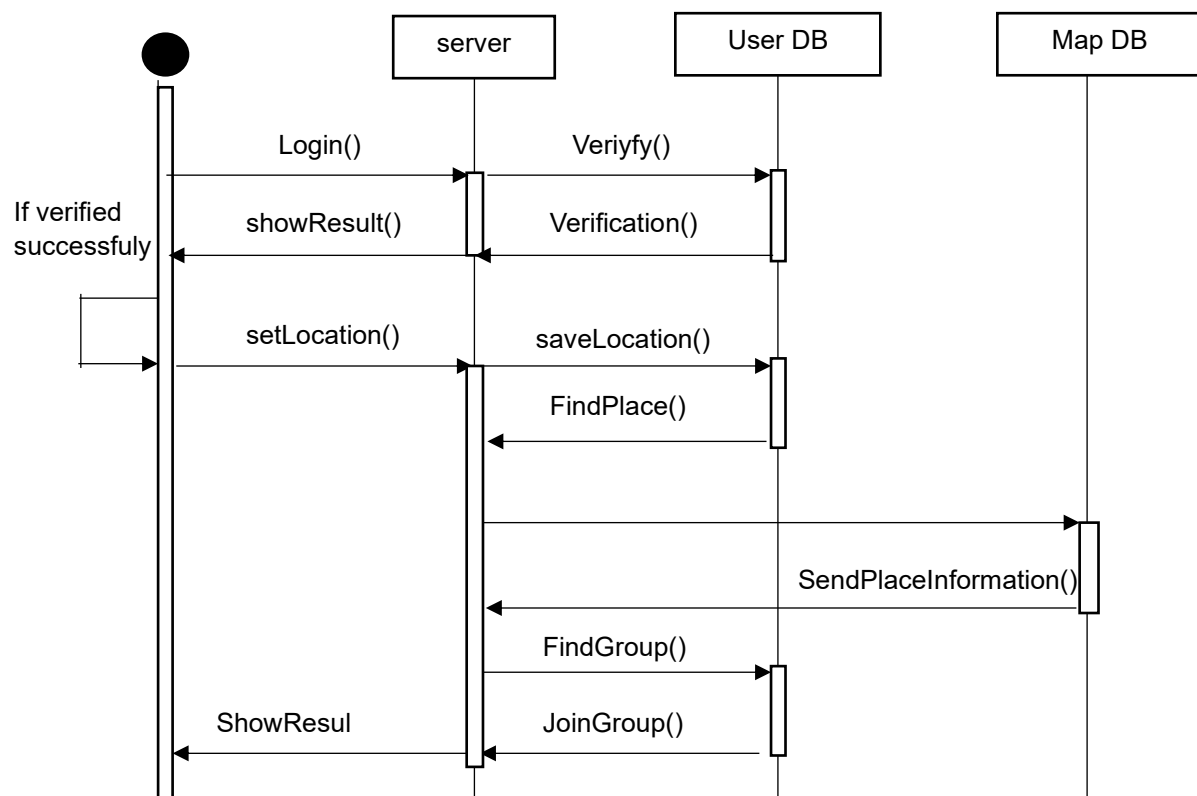 server
User DB
Map DB
Login()
Veriyfy()
If verified
successfuly
showResult()
Verification()
setLocation()
saveLocation()
FindPlace()
SendPlaceInformation()
FindGroup()
ShowResul
JoinGroup()